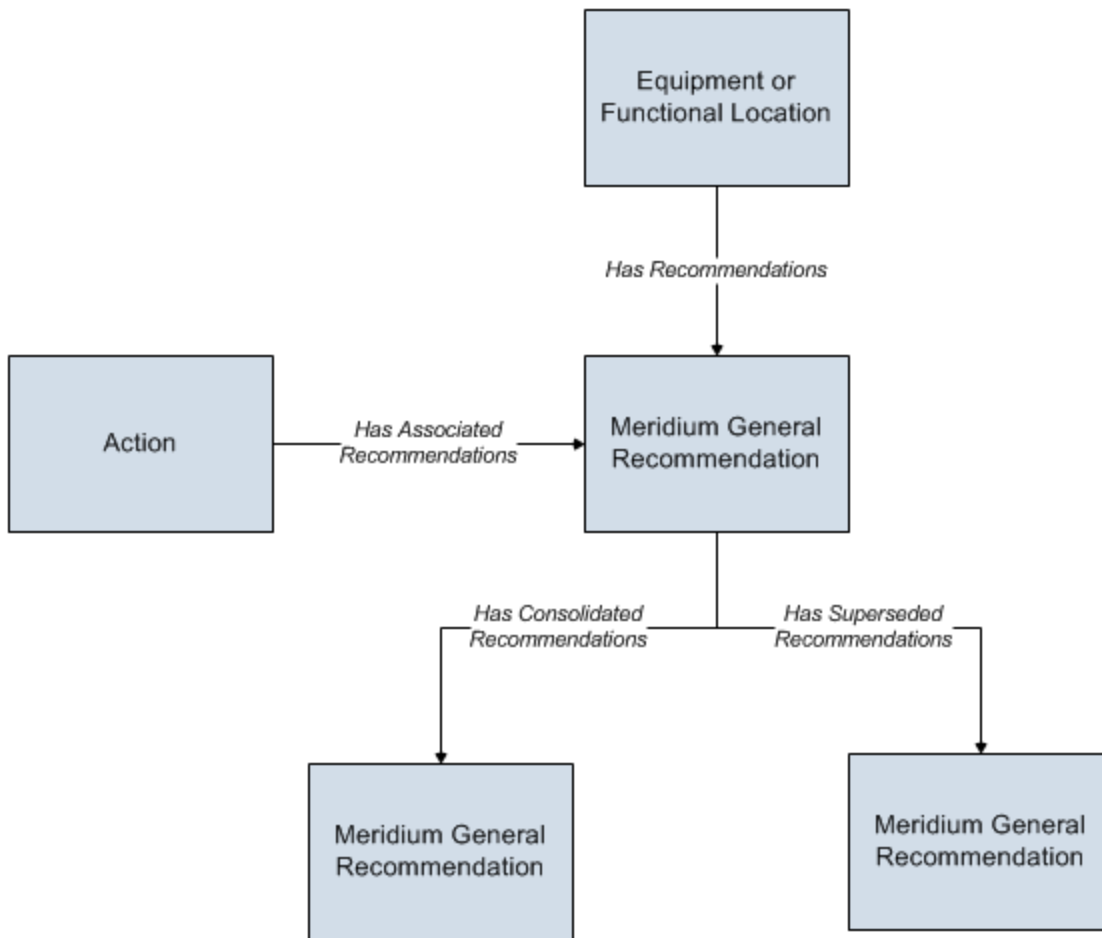 Equipment or
Functional Location
Has Recommendations
Action
Has Associated
Recommendations
Meridium General
Recommendation
Has Consolidated
Recommendations
Has Superseded
Recommendations
Meridium General
Recommendation
Meridium General
Recommendation